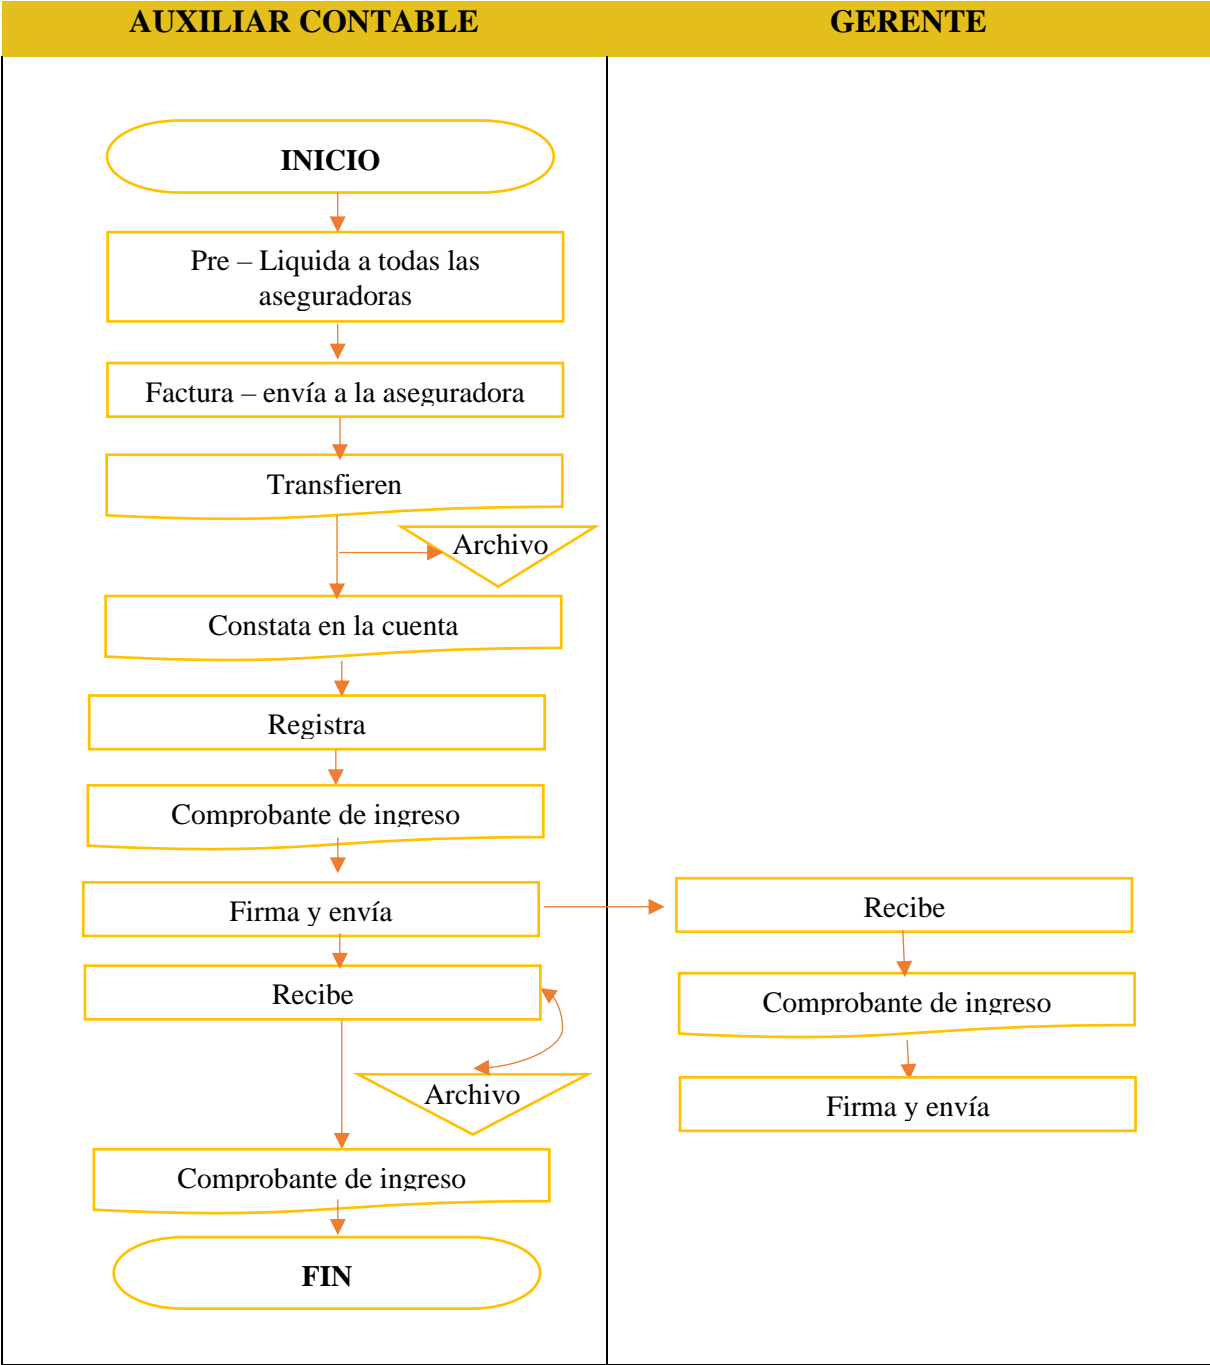 AUXILIAR CONTABLE
GERENTE
INICIO
Pre – Liquida a todas las
aseguradoras
Factura – envía a la aseguradora
Transfieren
Archivo
Constata en la cuenta
Registra
Comprobante de ingreso
Firma y envía
Recibe
Archivo
Comprobante de ingreso
FIN
Recibe
Comprobante de ingreso
Firma y envía